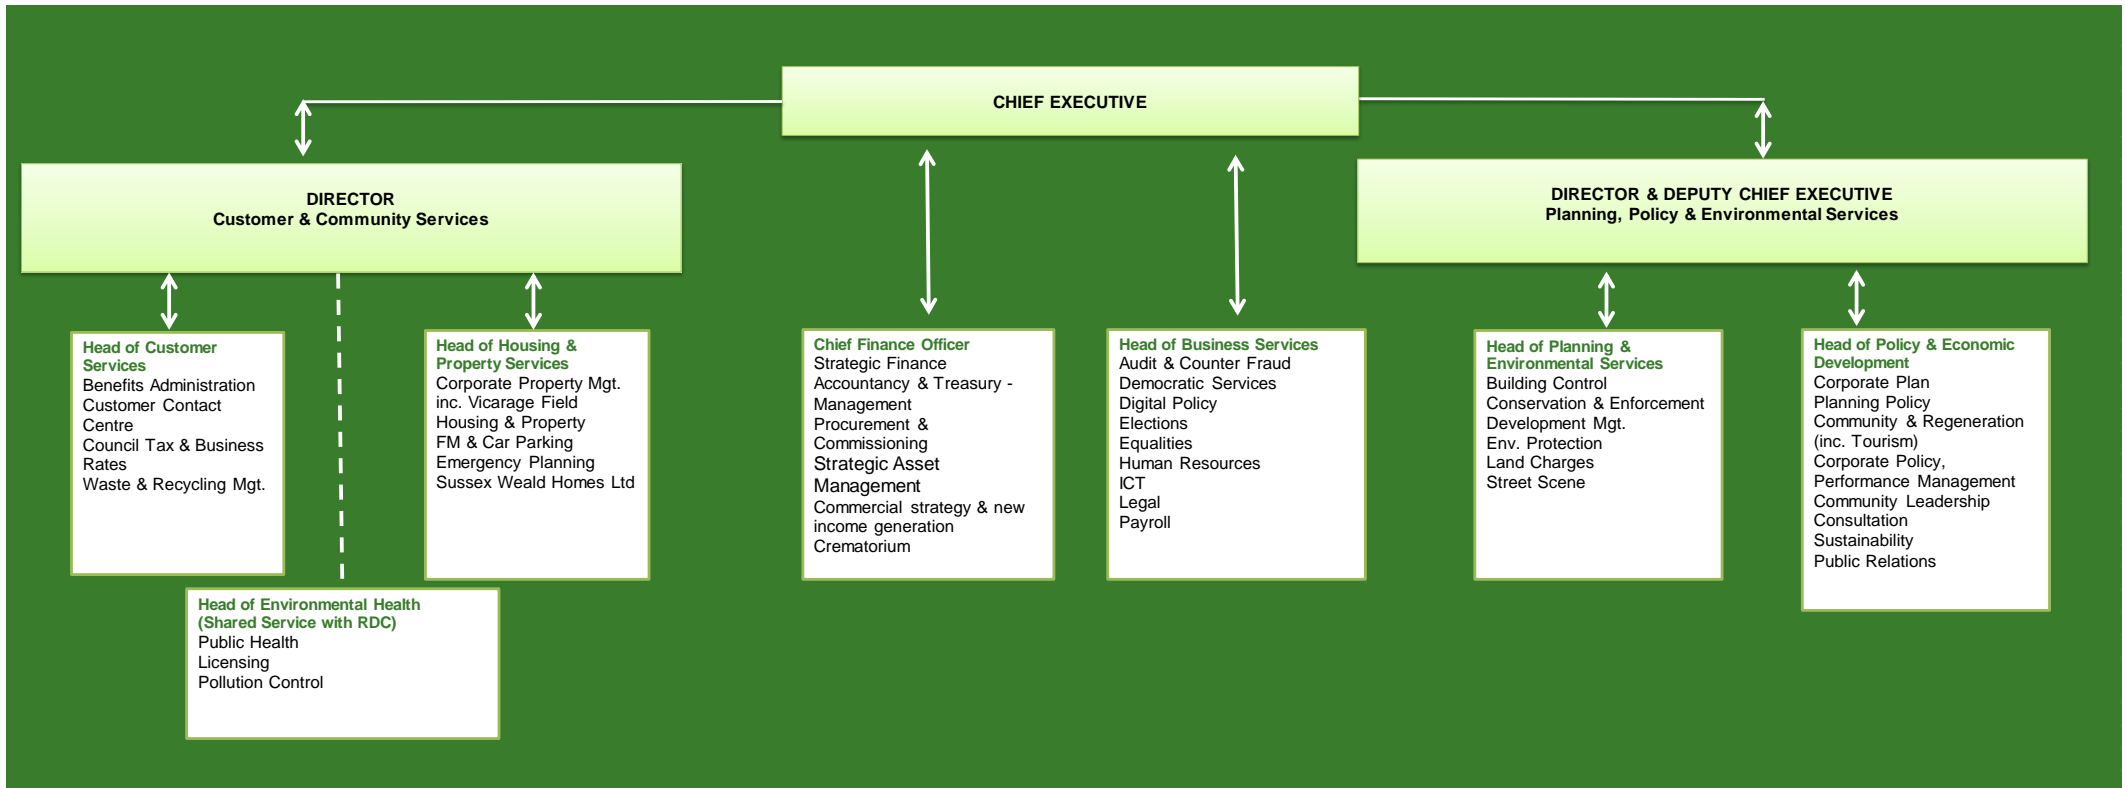 CHIEF EXECUTIVE
DIRECTOR
Customer & Community Services
DIRECTOR & DEPUTY CHIEF EXECUTIVE
Planning, Policy & Environmental Services
Head of Customer
Services
Benefits Administration
Customer Contact
Centre
Council Tax & Business
Rates
Waste & Recycling Mgt.
Head of Housing &
Property Services
Corporate Property Mgt.
inc. Vicarage Field
Housing & Property
FM & Car Parking
Emergency Planning
Sussex Weald Homes Ltd
Chief Finance Officer
Strategic Finance
Accountancy & Treasury -
Management
Procurement &
Commissioning
Strategic Asset
Management
Commercial strategy & new
income generation
Crematorium
Head of Business Services
Audit & Counter Fraud
Democratic Services
Digital Policy
Elections
Equalities
Human Resources
ICT
Legal
Payroll
Head of Planning &
Environmental Services
Building Control
Conservation & Enforcement
Development Mgt.
Env. Protection
Land Charges
Street Scene
Head of Policy & Economic
Development
Corporate Plan
Planning Policy
Community & Regeneration
(inc. Tourism)
Corporate Policy,
Performance Management
Community Leadership
Consultation
Sustainability
Public Relations
Head of Environmental Health
(Shared Service with RDC)
Public Health
Licensing
Pollution Control